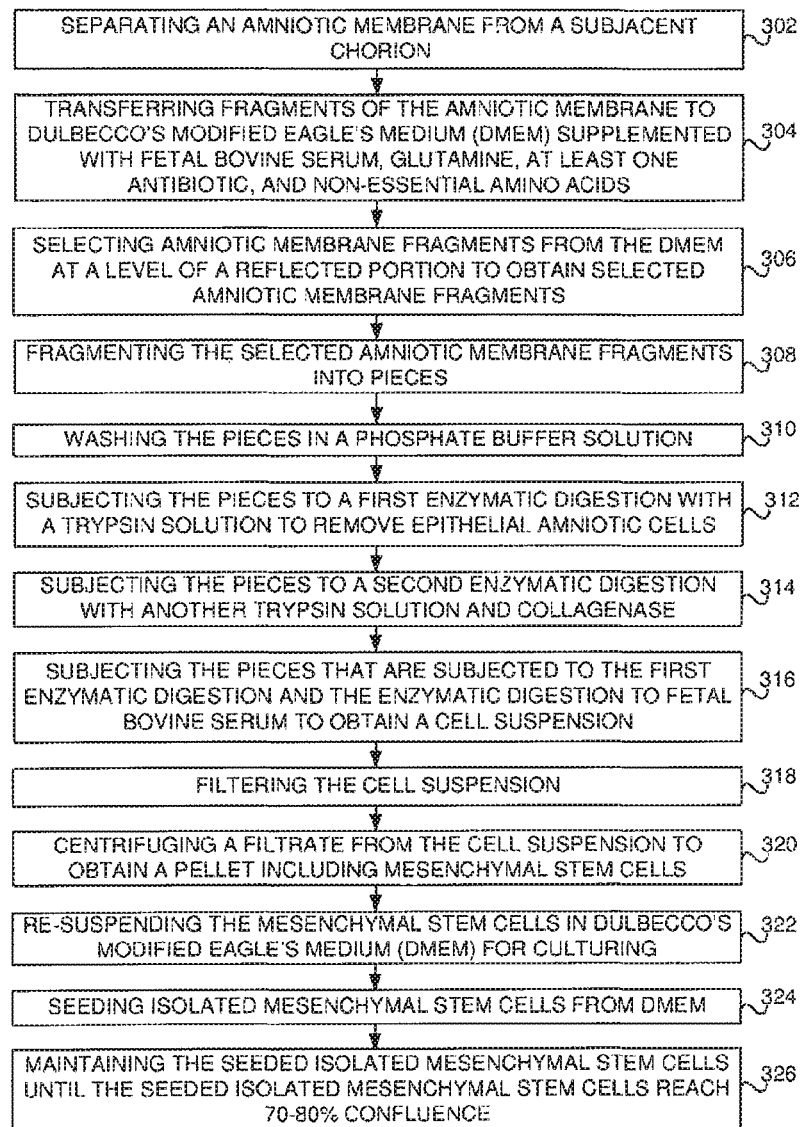 SEPARATING AN AMNIOTIC MEMBRANE FROM A SUBJACENT
CHORION
302
TRANSFERRING FRAGMENTS OF THE AMNIOTIC MEMBRANE TO
DULBECCO'S MODIFIED EAGLE'S MEDIUM (DMEM) SUPPLEMENTED
WITH FETAL BOVINE SERUM, GLUTAMINE, AT LEAST ONE
ANTIBIOTIC, AND NON-ESSENTIAL AMINO ACIDS
304
SELECTING AMNIOTIC MEMBRANE FRAGMENTS FROM THE DMEM
AT A LEVEL OF A REFLECTED PORTION TO OBTAIN SELECTED
AMNIOTIC MEMBRANE FRAGMENTS
306
FRAGMENTING THE SELECTED AMNIOTIC MEMBRANE FRAGMENTS
INTO PIECES
308
WASHING THE PIECES IN A PHOSPHATE BUFFER SOLUTION
310
SUBJECTING THE PIECES TO A FIRST ENZYMATIC DIGESTION WITH
A TRYPSIN SOLUTION TO REMOVE EPITHELIAL AMNIOTIC CELLS
312
SUBJECTING THE PIECES TO A SECOND ENZYMATIC DIGESTION
WITH ANOTHER TRYPSIN SOLUTION AND COLLAGENASE
314
SUBJECTING THE PIECES THAT ARE SUBJECTED TO THE FIRST
ENZYMATIC DIGESTION AND THE ENZYMATIC DIGESTION TO FETAL
BOVINE SERUM TO OBTAIN A CELL SUSPENSION
316
FILTERING THE CELL SUSPENSION
318
CENTRIFUGING A FILTRATE FROM THE CELL SUSPENSION TO
OBTAIN A PELLET INCLUDING MESENCHYMAL STEM CELLS
320
RE-SUSPENDING THE MESENCHYMAL STEM CELLS IN DULBECCO'S
MODIFIED EAGLE'S MEDIUM (DMEM) FOR CULTURING
322
SEEDING ISOLATED MESENCHYMAL STEM CELLS FROM DMEM
324
MAINTAINING THE SEEDED ISOLATED MESENCHYMAL STEM CELLS
UNTIL THE SEEDED ISOLATED MESENCHYMAL STEM CELLS REACH
70-80% CONFLUENCE
326